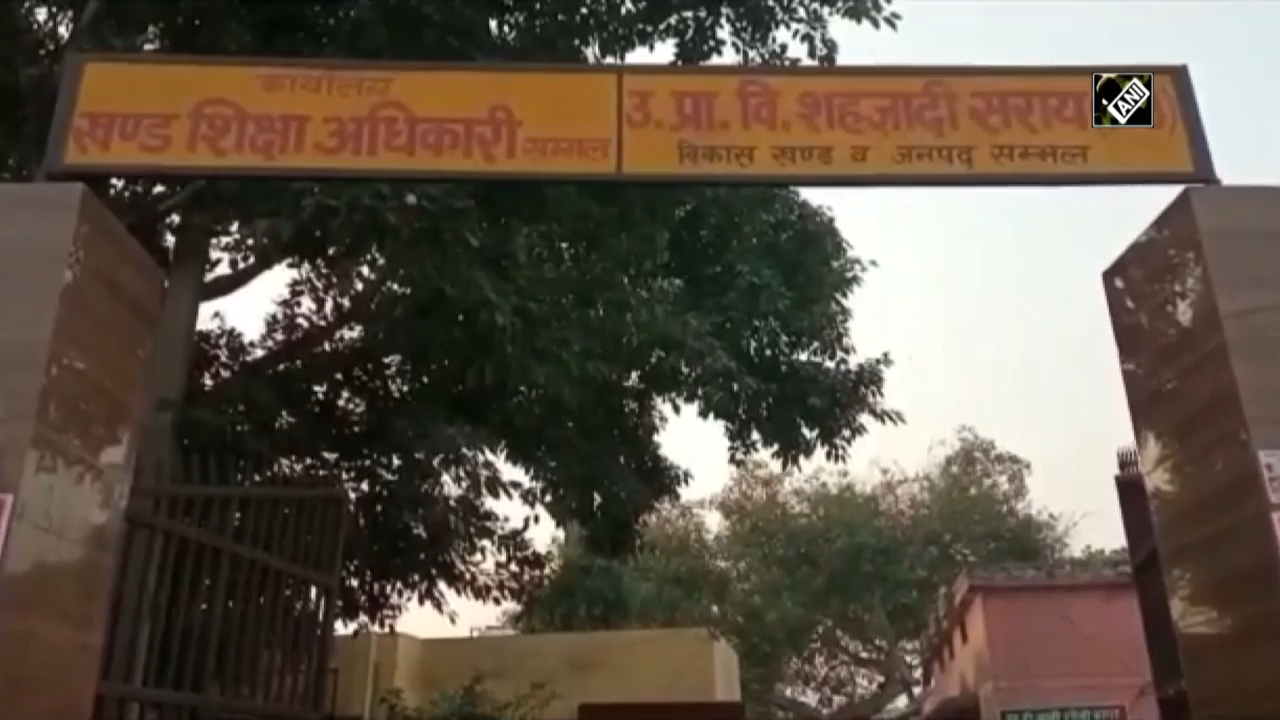 कार्यालय
खण्ड शिक्षा अधिकारी सम्भल
उ. प्रा. वि. शहज़ादी सराय
विकास खण्ड व जनपद सम्भल
ANI